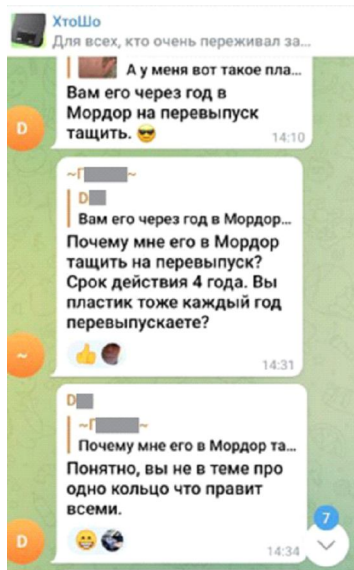 ХтоШо
Для всех, кто очень переживал за...
А у меня вот такое пла...
Вам его через год в
Мордор на перевыпуск
тащить. 😎
14:10
D
~Г ~
D
Вам его через год в Мордор...
Почему мне его в Мордор
тащить на перевыпуск?
Срок действия 4 года. Вы
пластик тоже каждый год
перевыпускаете?
👍
14:31
~
D
~Г ~
Почему мне его в Мордор та...
Понятно, вы не в теме про
одно кольцо что правит
всеми.
😁
14:34
D
7